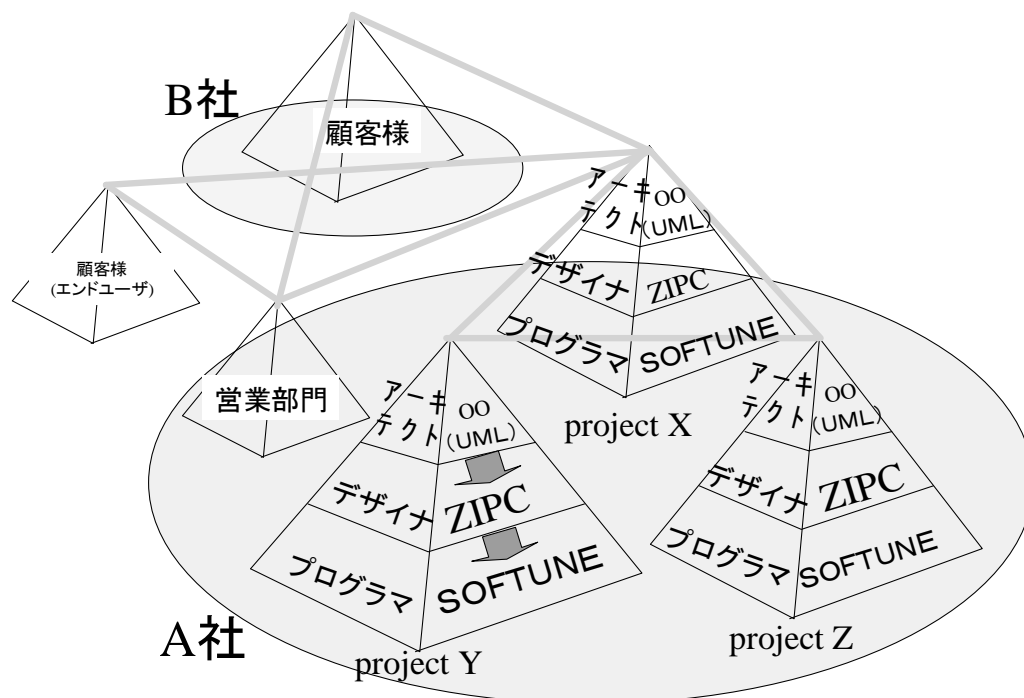 B社
顧客様
顧客様
(エンドユーザ)
営業部門
アーキ
テクト
OO
(UML)
デザイナ
ZIPC
プログラマ
SOFTUNE
project X
アーキ
テクト
OO
(UML)
デザイナ
ZIPC
プログラマ
SOFTUNE
project Y
アーキ
テクト
OO
(UML)
デザイナ
ZIPC
プログラマ
SOFTUNE
project Z
A社